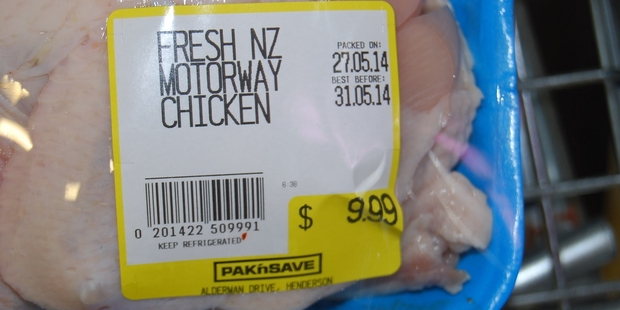 FRESH NZ
MOTORWAY
CHICKEN
PACKED ON:
27.05.14
BEST BEFORE:
31.05.14
0 201422 509991
KEEP REFRIGERATED
$ 9.99
PAK'nSAVE
ALDERMAN DRIVE, HENDERSON